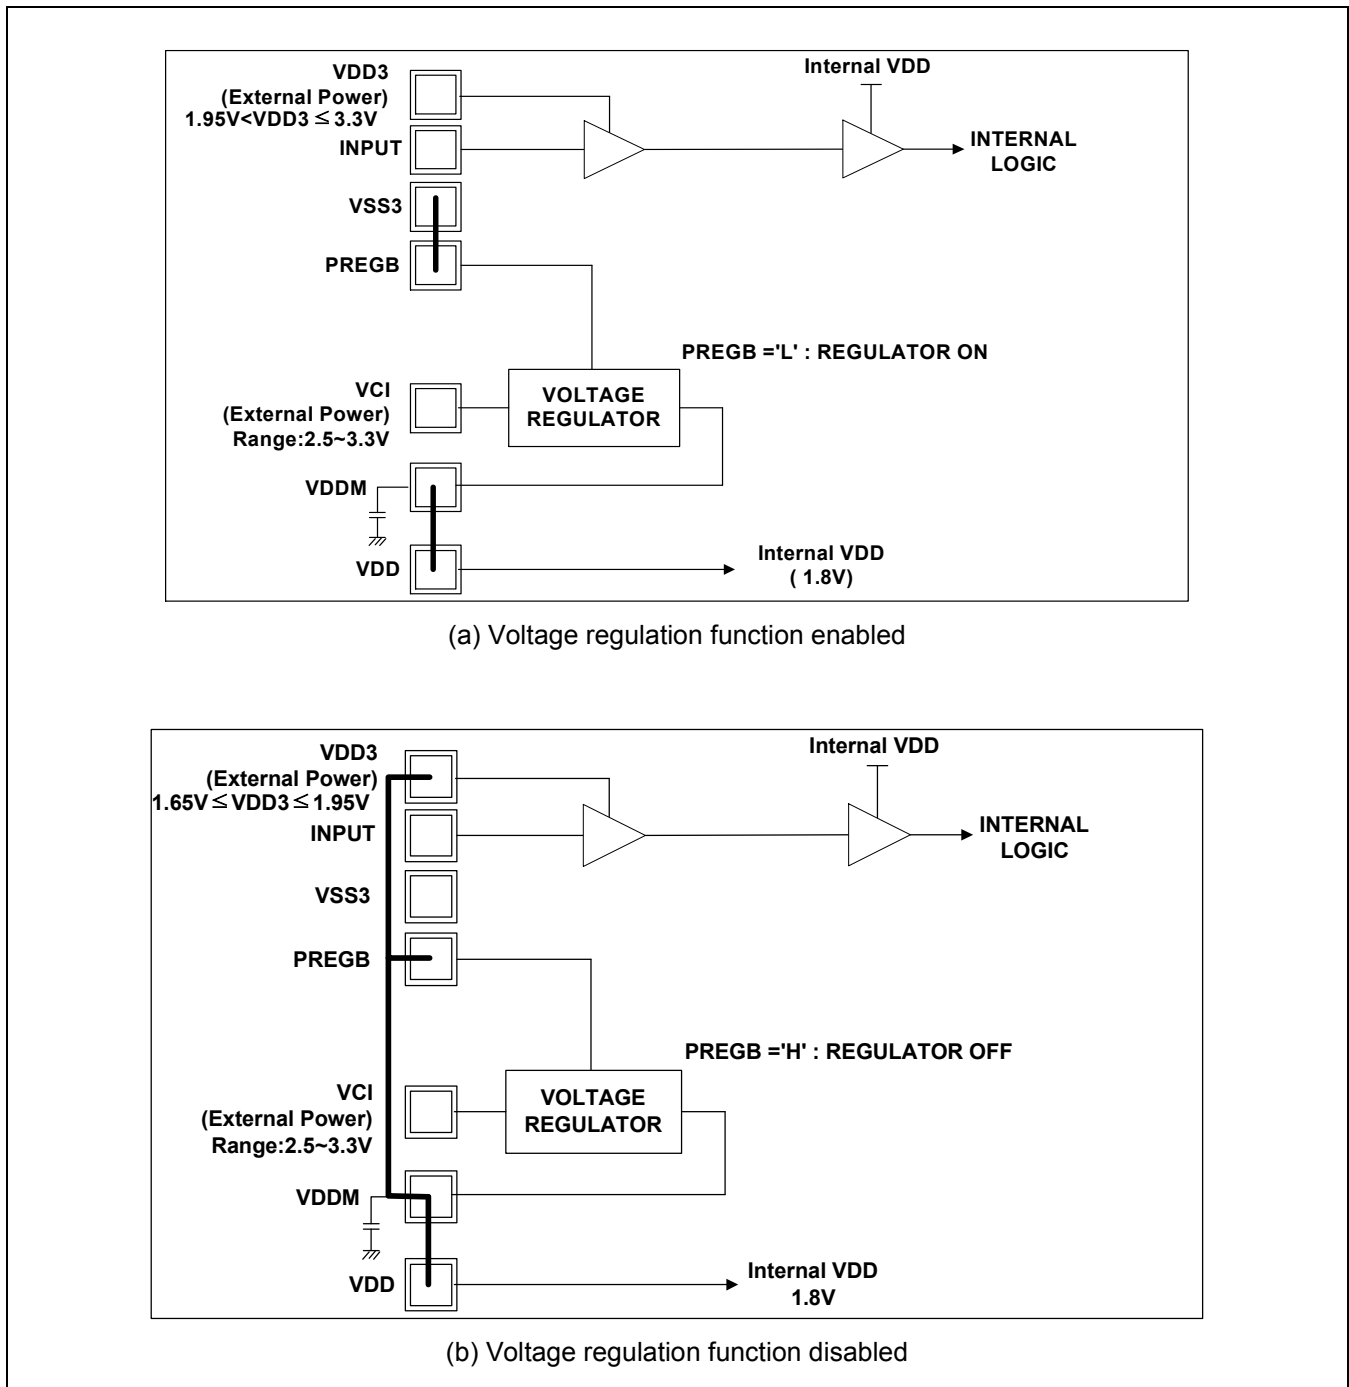 VDD3
(External Power)
1.95V<VDD3 ≤ 3.3V
INPUT
VSS3
PREGB
Internal VDD
INTERNAL
LOGIC
PREGB ='L' : REGULATOR ON
VCI
(External Power)
Range:2.5~3.3V
VOLTAGE
REGULATOR
VDDM
VDD
Internal VDD
( 1.8V)
(a) Voltage regulation function enabled
VDD3
(External Power)
1.65V ≤ VDD3 ≤ 1.95V
INPUT
VSS3
PREGB
Internal VDD
INTERNAL
LOGIC
PREGB ='H' : REGULATOR OFF
VCI
(External Power)
Range:2.5~3.3V
VOLTAGE
REGULATOR
VDDM
VDD
Internal VDD
1.8V
(b) Voltage regulation function disabled